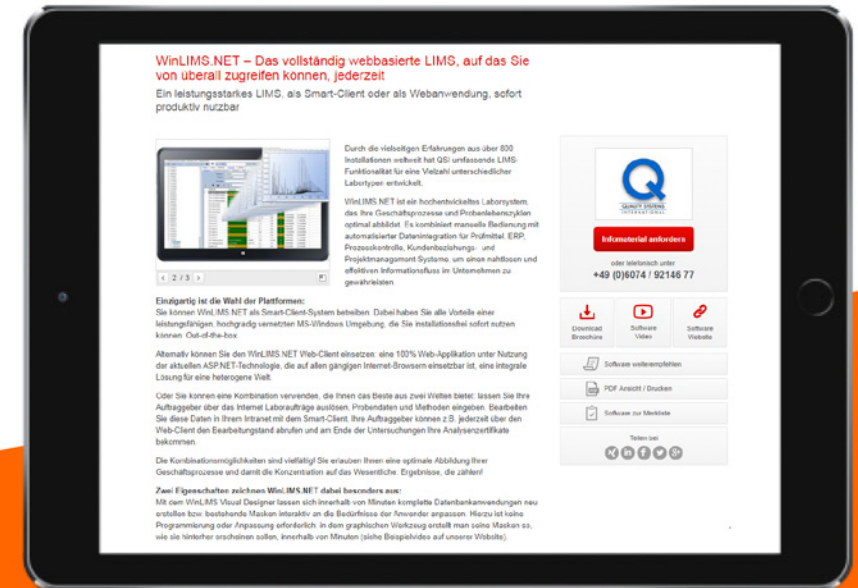 WinLIMS.NET – Das vollständig webbasierte LIMS, auf das Sie
von überall zugreifen können, jederzeit
Ein leistungsstarkes LIMS, als Smart-Client oder als Webanwendung, sofort
produktiv nutzbar
Durch die vielseitigen Erfahrungen aus über 800
Installationen weltweit hat QSI umfassende LIMS-
Funktionalität für eine Vielzahl unterschiedlicher
Labortypen entwickelt.
WinLIMS.NET ist ein hochentwickeltes Laborsystem,
das Ihre Geschäftsprozesse und Probenlebenszyklen
optimal abbildet. Es kombiniert manuelle Bedienung mit
automatisierter Datenintegration für Prüfmittel, ERP,
Prozesskontrolle, Kundenbeziehungs- und
Projektmanagement-Systeme, um einen nahtlosen und
effektiven Informationsfluss im Unternehmen zu
gewährleisten.
2 / 3
Einzigartig ist die Wahl der Plattformen:
Sie können WinLIMS.NET als Smart-Client-System betreiben. Dabei haben Sie alle Vorteile einer
leistungsfähigen, hochgradig vernetzten MS-Windows Umgebung, die Sie installationsfrei sofort nutzen
können: Out-of-the-box.
Alternativ können Sie den WinLIMS.NET Web-Client einsetzen: eine 100% Web-Applikation unter Nutzung
der aktuellen ASP.NET-Technologie, die auf allen gängigen Internet-Browsern einsetzbar ist, eine integrale
Lösung für eine heterogene Welt.
Oder Sie können eine Kombination verwenden, die Ihnen das Beste aus zwei Welten bietet: lassen Sie Ihre
Auftraggeber über das Internet Laboraufträge auslösen, Probendaten und Methoden eingeben. Bearbeiten
Sie diese Daten in Ihrem Intranet mit dem Smart-Client. Ihre Auftraggeber können z.B. jederzeit über den
Web-Client den Bearbeitungstand abrufen und am Ende der Untersuchungen Ihre Analysenzertifikate
bekommen.
Die Kombinationsmöglichkeiten sind vielfältig! Sie erlauben Ihnen eine optimale Abbildung Ihrer
Geschäftsprozesse und damit die Konzentration auf das Wesentliche: Ergebnisse, die zählen!
Zwei Eigenschaften zeichnen WinLIMS.NET dabei besonders aus:
Mit dem WinLIMS Visual Designer lassen sich innerhalb von Minuten komplette Datenbankanwendungen neu
erstellen bzw. bestehende Masken interaktiv an die Bedürfnisse der Anwender anpassen. Hierzu ist keine
Programmierung oder Anpassung erforderlich: in dem graphischen Werkzeug erstellt man seine Masken so,
wie sie hinterher erscheinen sollen, innerhalb von Minuten (siehe Beispielvideo auf unserer Website).
QUALITY SYSTEMS
INTERNATIONAL
Infomaterial anfordern
oder telefonisch unter
+49 (0)6074 / 92146 77
Download
Broschüre
Software
Video
Software
Website
Software weiterempfehlen
PDF Ansicht / Drucken
Software zur Merkliste
Teilen bei